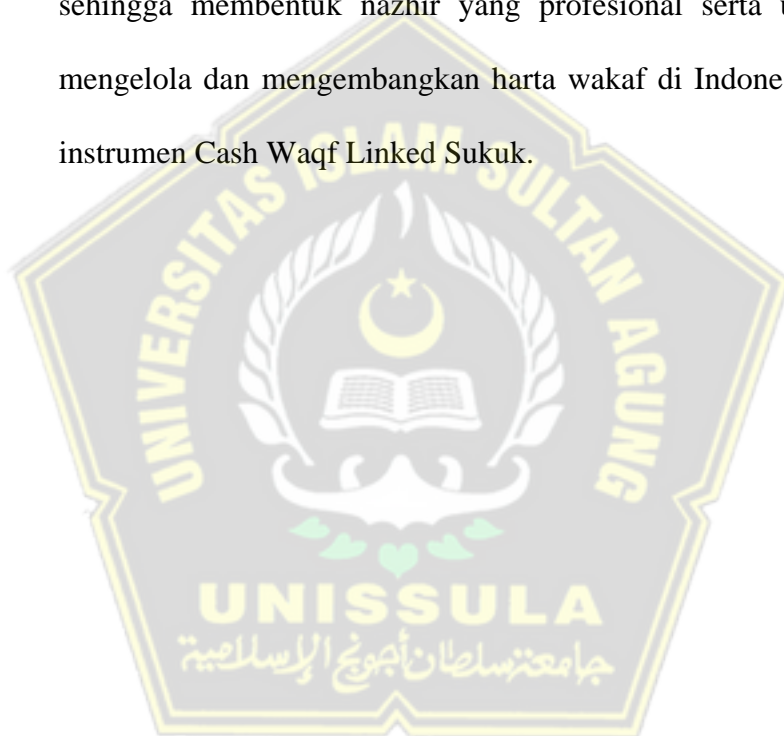 sehingga membentuk nazhir yang profesional serta
mengelola dan mengembangkan harta wakaf di
instrumen Cash Waqf Linked Sukuk.
UNIVERSITAS ISLAM SULTAN AGUNG
UNISSULA
جامعة سلطان أجونج الإسلامية